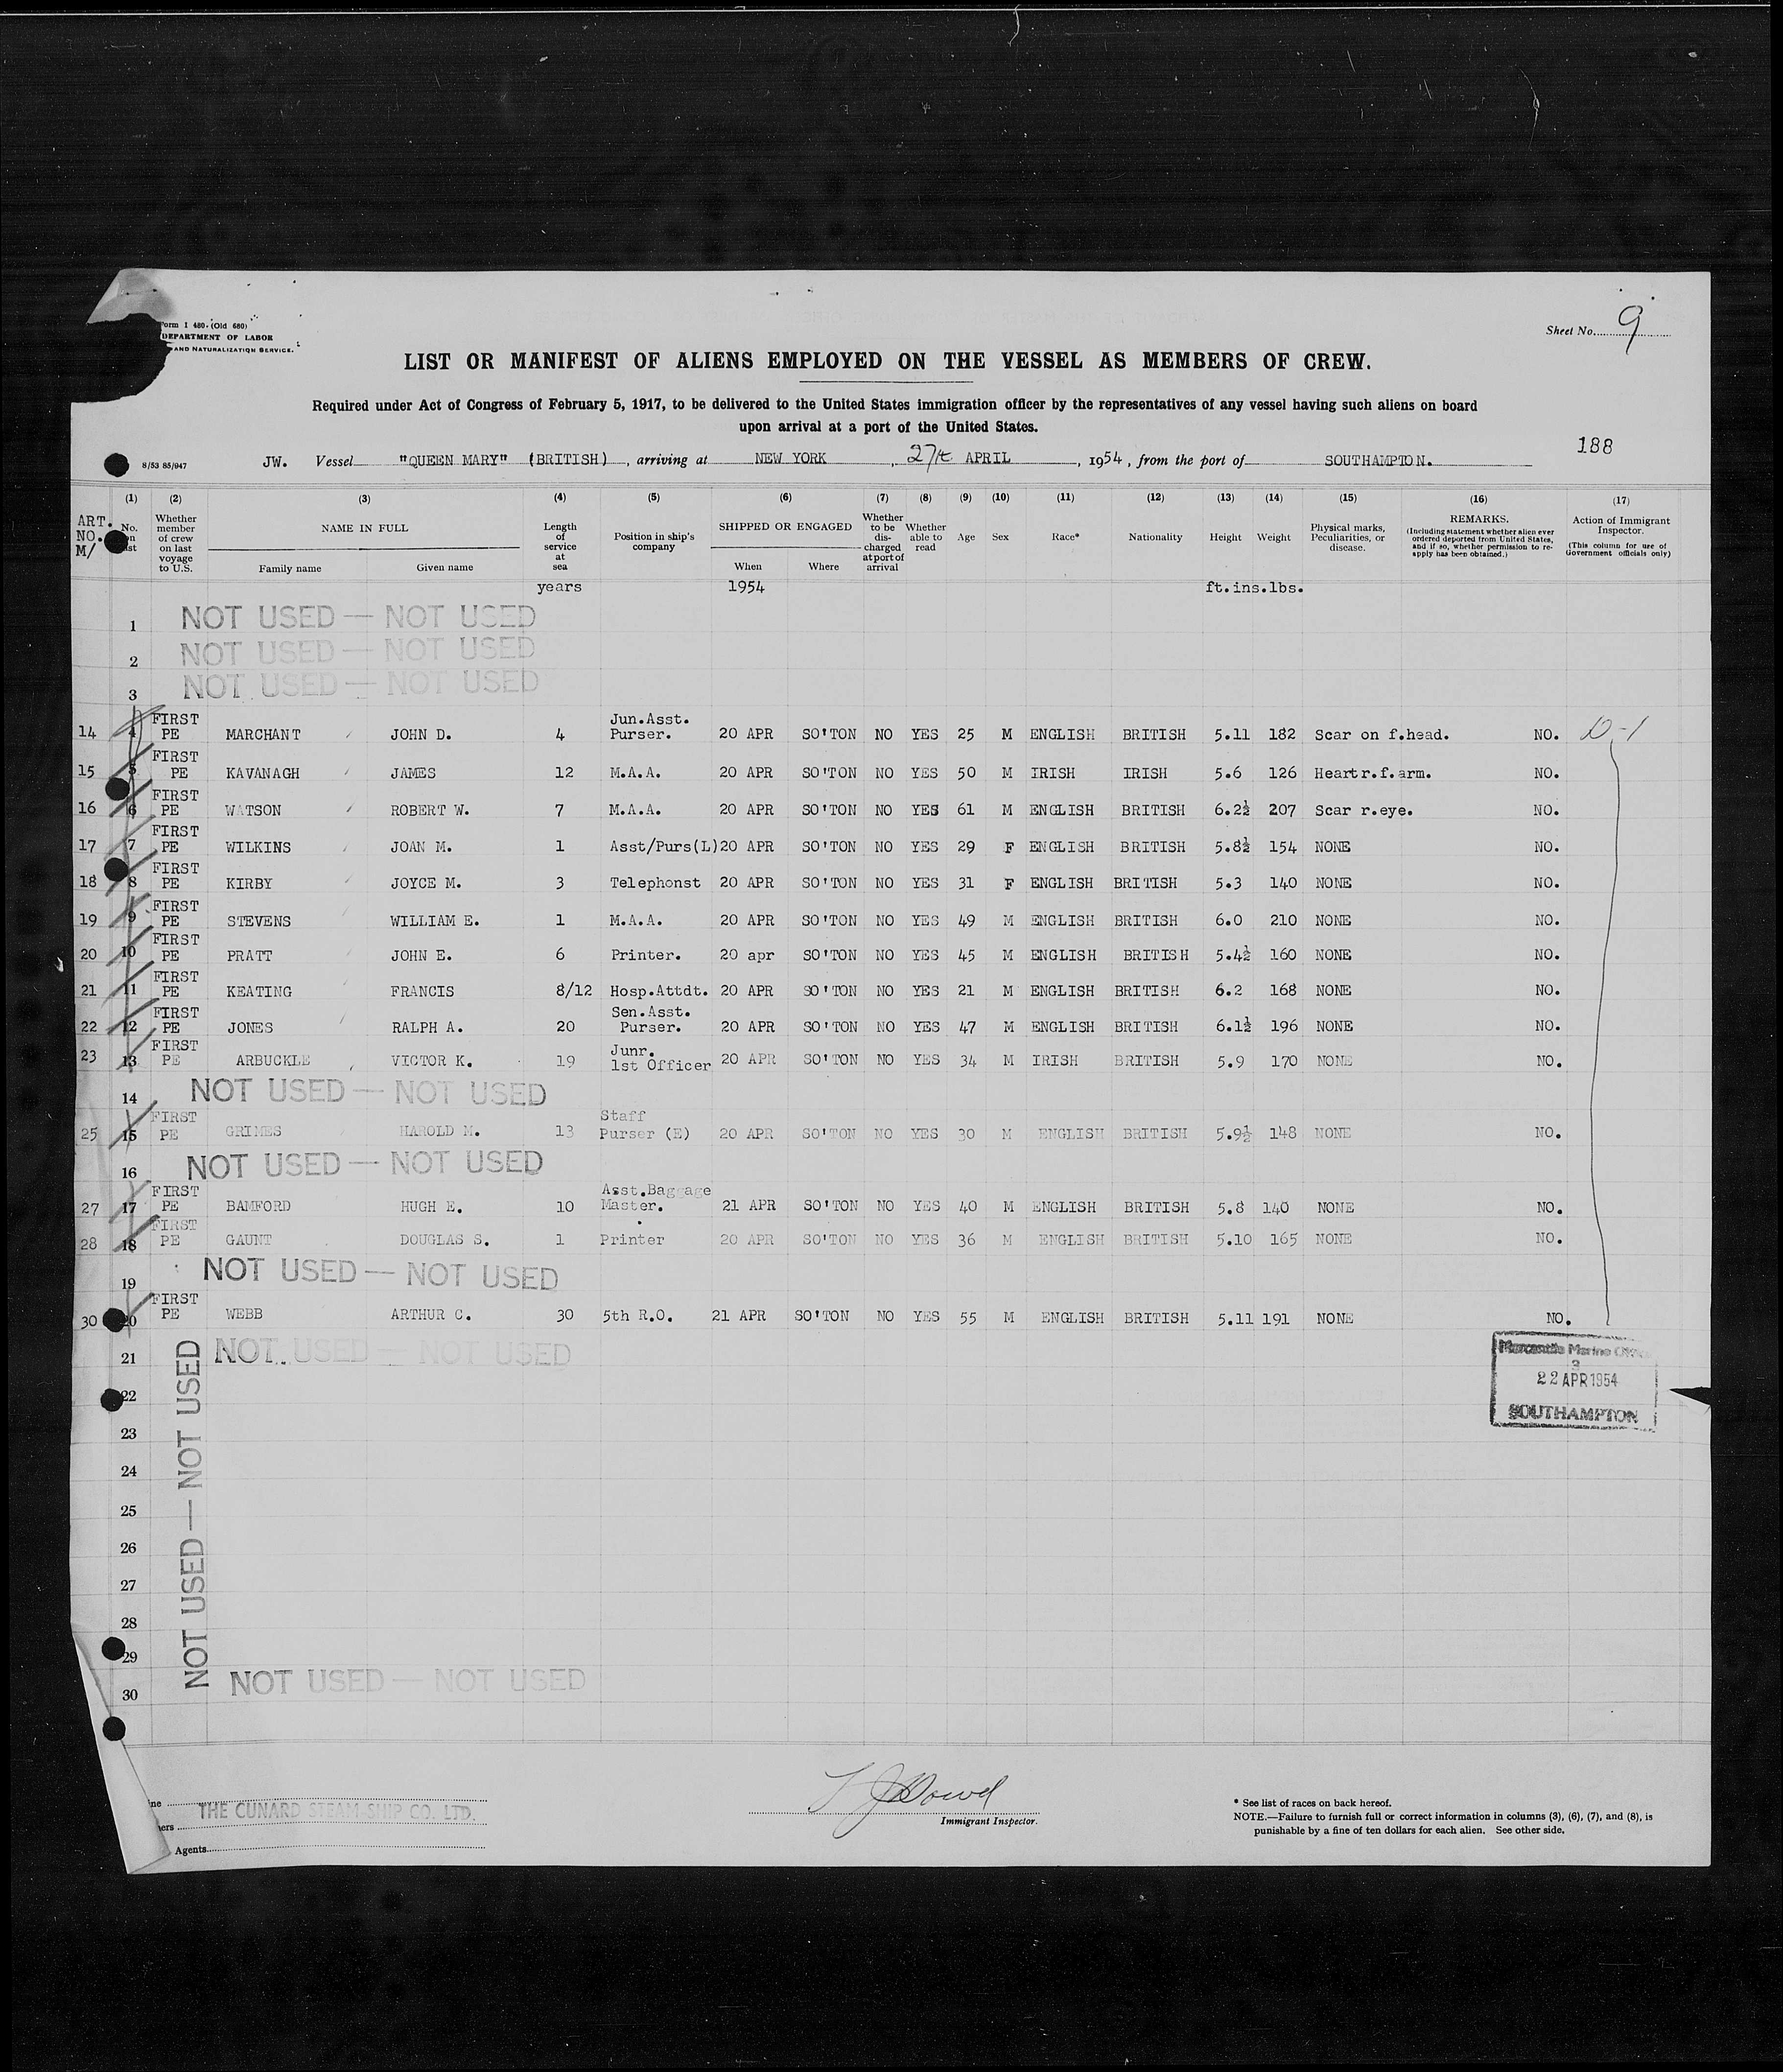 Form I 480. (Old 680)
DEPARTMENT OF LABOR
AND NATURALIZATION SERVICE.
Sheet No. 9
LIST OR MANIFEST OF ALIENS EMPLOYED ON THE VESSEL AS MEMBERS OF CREW.
Required under Act of Congress of February 5, 1917, to be delivered to the United States immigration officer by the representatives of any vessel having such aliens on board
upon arrival at a port of the United States.
188
8/53 85/947 JW. Vessel "QUEEN MARY" (BRITISH), arriving at NEW YORK, 27th APRIL, 1954, from the port of SOUTHAMPTON.
(1) (2) (3) (4) (5) (6) (7) (8) (9) (10) (11) (12) (13) (14) (15) (16) (17)
ART. NO. M/ No. on list Whether member of crew on last voyage to U.S. NAME IN FULL Family name Given name Length of service at sea Position in ship's company SHIPPED OR ENGAGED When Where Whether to be discharged at port of arrival Whether able to read Age Sex Race* Nationality Height Weight Physical marks, Peculiarities, or disease. REMARKS. (Including statement whether alien ever ordered deported from United States, and if so, whether permission to reapply has been obtained.) Action of Immigrant Inspector. (This column for use of Government officials only)
years 1954 ft.ins.lbs.
1 NOT USED — NOT USED
2 NOT USED — NOT USED
3 NOT USED — NOT USED
14 4 FIRST PE MARCHANT JOHN D. 4 Jun.Asst. Purser. 20 APR SO'TON NO YES 25 M ENGLISH BRITISH 5.11 182 Scar on f.head. NO. D-1
15 5 FIRST PE KAVANAGH JAMES 12 M.A.A. 20 APR SO'TON NO YES 50 M IRISH IRISH 5.6 126 Heart r.f.arm. NO.
16 6 FIRST PE WATSON ROBERT W. 7 M.A.A. 20 APR SO'TON NO YES 61 M ENGLISH BRITISH 6.2½ 207 Scar r.eye. NO.
17 7 FIRST PE WILKINS JOAN M. 1 Asst/Purs(L) 20 APR SO'TON NO YES 29 F ENGLISH BRITISH 5.8½ 154 NONE NO.
18 8 FIRST PE KIRBY JOYCE M. 3 Telephonst 20 APR SO'TON NO YES 31 F ENGLISH BRITISH 5.3 140 NONE NO.
19 9 FIRST PE STEVENS WILLIAM E. 1 M.A.A. 20 APR SO'TON NO YES 49 M ENGLISH BRITISH 6.0 210 NONE NO.
20 10 FIRST PE PRATT JOHN E. 6 Printer. 20 apr SO'TON NO YES 45 M ENGLISH BRITISH 5.4½ 160 NONE NO.
21 11 FIRST PE KEATING FRANCIS 8/12 Hosp.Attdt. 20 APR SO'TON NO YES 21 M ENGLISH BRITISH 6.2 168 NONE NO.
22 12 FIRST PE JONES RALPH A. 20 Sen.Asst. Purser. 20 APR SO'TON NO YES 47 M ENGLISH BRITISH 6.1½ 196 NONE NO.
23 13 FIRST PE ARBUCKLE VICTOR K. 19 Junr. 1st Officer 20 APR SO'TON NO YES 34 M IRISH BRITISH 5.9 170 NONE NO.
14 NOT USED — NOT USED
25 15 FIRST PE GRIMES HAROLD M. 13 Staff Purser (E) 20 APR SO'TON NO YES 30 M ENGLISH BRITISH 5.9½ 148 NONE NO.
16 NOT USED — NOT USED
27 17 FIRST PE BAMFORD HUGH E. 10 Asst.Baggage Master. 21 APR SO'TON NO YES 40 M ENGLISH BRITISH 5.8 140 NONE NO.
28 18 FIRST PE GAUNT DOUGLAS S. 1 Printer 20 APR SO'TON NO YES 36 M ENGLISH BRITISH 5.10 165 NONE NO.
19 NOT USED — NOT USED
30 20 FIRST PE WEBB ARTHUR C. 30 5th R.O. 21 APR SO'TON NO YES 55 M ENGLISH BRITISH 5.11 191 NONE NO.
21 NOT USED — NOT USED
NOT USED — NOT USED
Mercantile Marine
3
22 APR 1954
SOUTHAMPTON
22
23
24
25
26
27
28
29
30 NOT USED — NOT USED
THE CUNARD STEAM-SHIP CO. LTD.
Agents
Immigrant Inspector.
* See list of races on back hereof.
NOTE.—Failure to furnish full or correct information in columns (3), (6), (7), and (8), is
punishable by a fine of ten dollars for each alien. See other side.